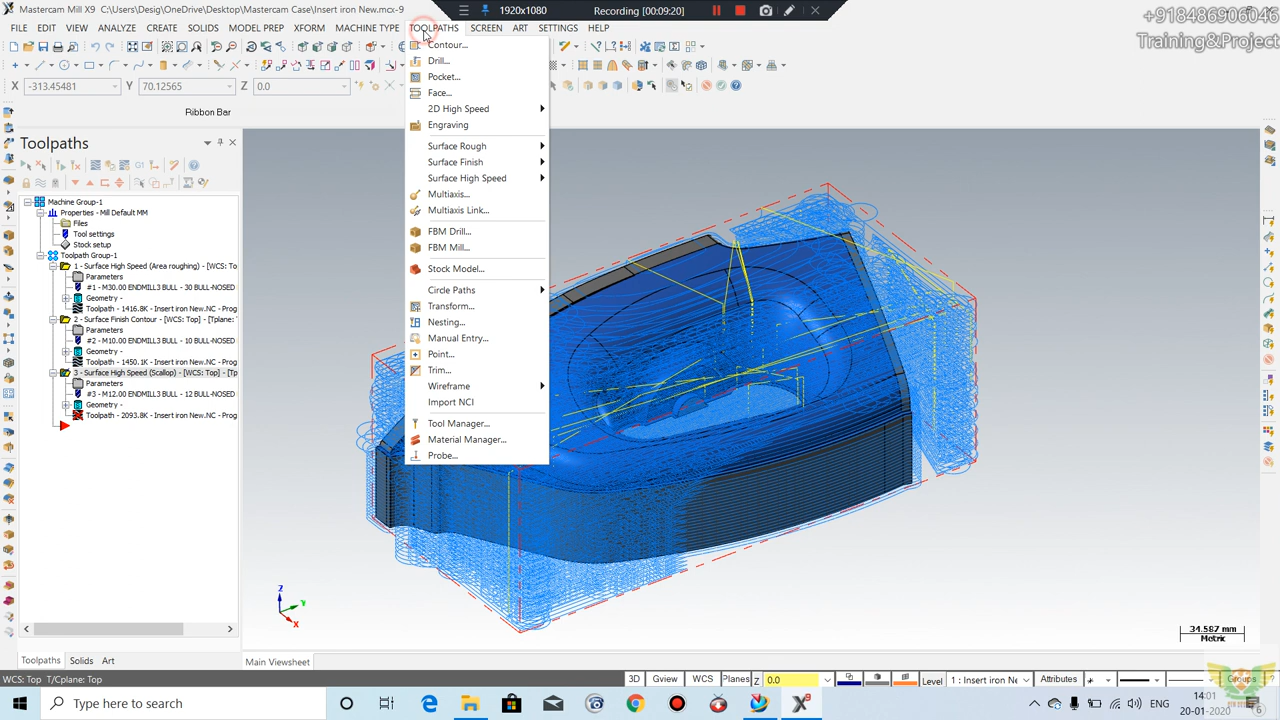 Mastercam Mill X9 C:\Users\Desig\OneDrive\Desktop\Mastercam Case\Insert iron New.mcx-9
1920x1080
Recording [00:09:20]
+918486906046
Training&Project
FILE EDIT VIEW ANALYZE CREATE SOLIDS MODEL PREP XFORM MACHINE TYPE TOOLPATHS SCREEN ART SETTINGS HELP
X -313.45481 Y 70.12565 Z 0.0
Ribbon Bar
Contour...
Drill...
Pocket...
Face...
2D High Speed
Engraving
Surface Rough
Surface Finish
Surface High Speed
Multiaxis...
Multiaxis Link...
FBM Drill...
FBM Mill...
Stock Model...
Circle Paths
Transform...
Nesting...
Manual Entry...
Point...
Trim...
Wireframe
Import NCI
Tool Manager...
Material Manager...
Probe...
Toolpaths
Machine Group-1
Properties - Mill Default MM
Files
Tool settings
Stock setup
Toolpath Group-1
1 - Surface High Speed (Area roughing) - [WCS: To
Parameters
#1 - M30.00 ENDMILL3 BULL - 30 BULL-NOSED
Geometry -
Toolpath - 1416.8K - Insert iron New.NC - Prog
2 - Surface Finish Contour - [WCS: Top] - [Tplane:
Parameters
#2 - M10.00 ENDMILL3 BULL - 10 BULL-NOSED
Geometry -
Toolpath - 1450.1K - Insert iron New.NC - Prog
3 - Surface High Speed (Scallop) - [WCS: Top] - [Tp
Parameters
#3 - M12.00 ENDMILL3 BULL - 12 BULL-NOSED
Geometry -
Toolpath - 2093.8K - Insert iron New.NC - Prog
Z
Y
X
34.587 mm
Metric
Toolpaths Solids Art
Main Viewsheet
WCS: Top T/Cplane: Top
3D Gview WCS Planes Z 0.0 Level 1 : Insert iron Ne Attributes Groups ?
Type here to search
ENG
14:01
20-01-2020
6